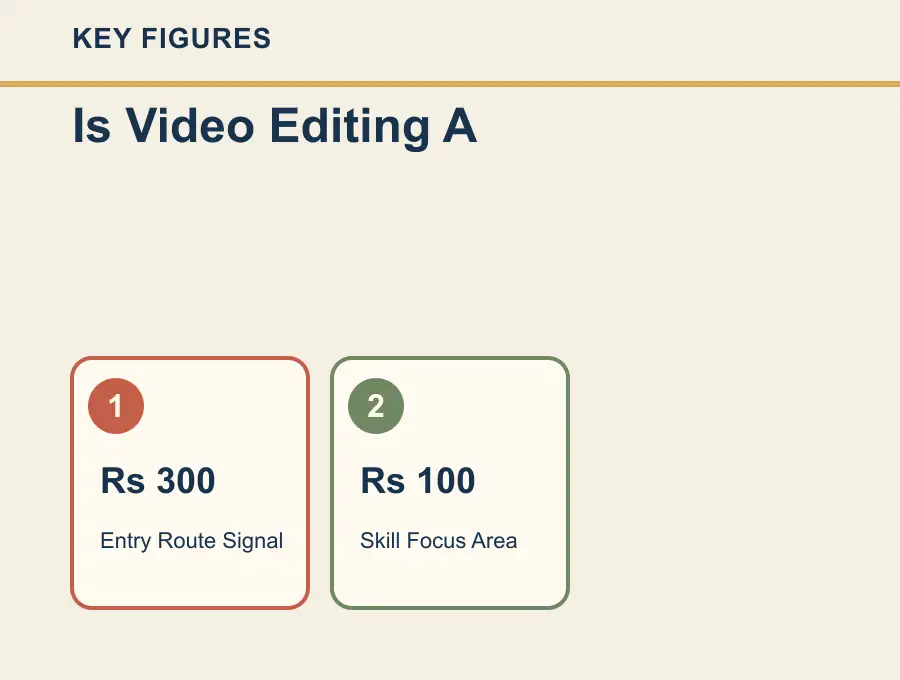 KEY FIGURES
Is Video Editing A
1
Rs 300
Entry Route Signal
2
Rs 100
Skill Focus Area